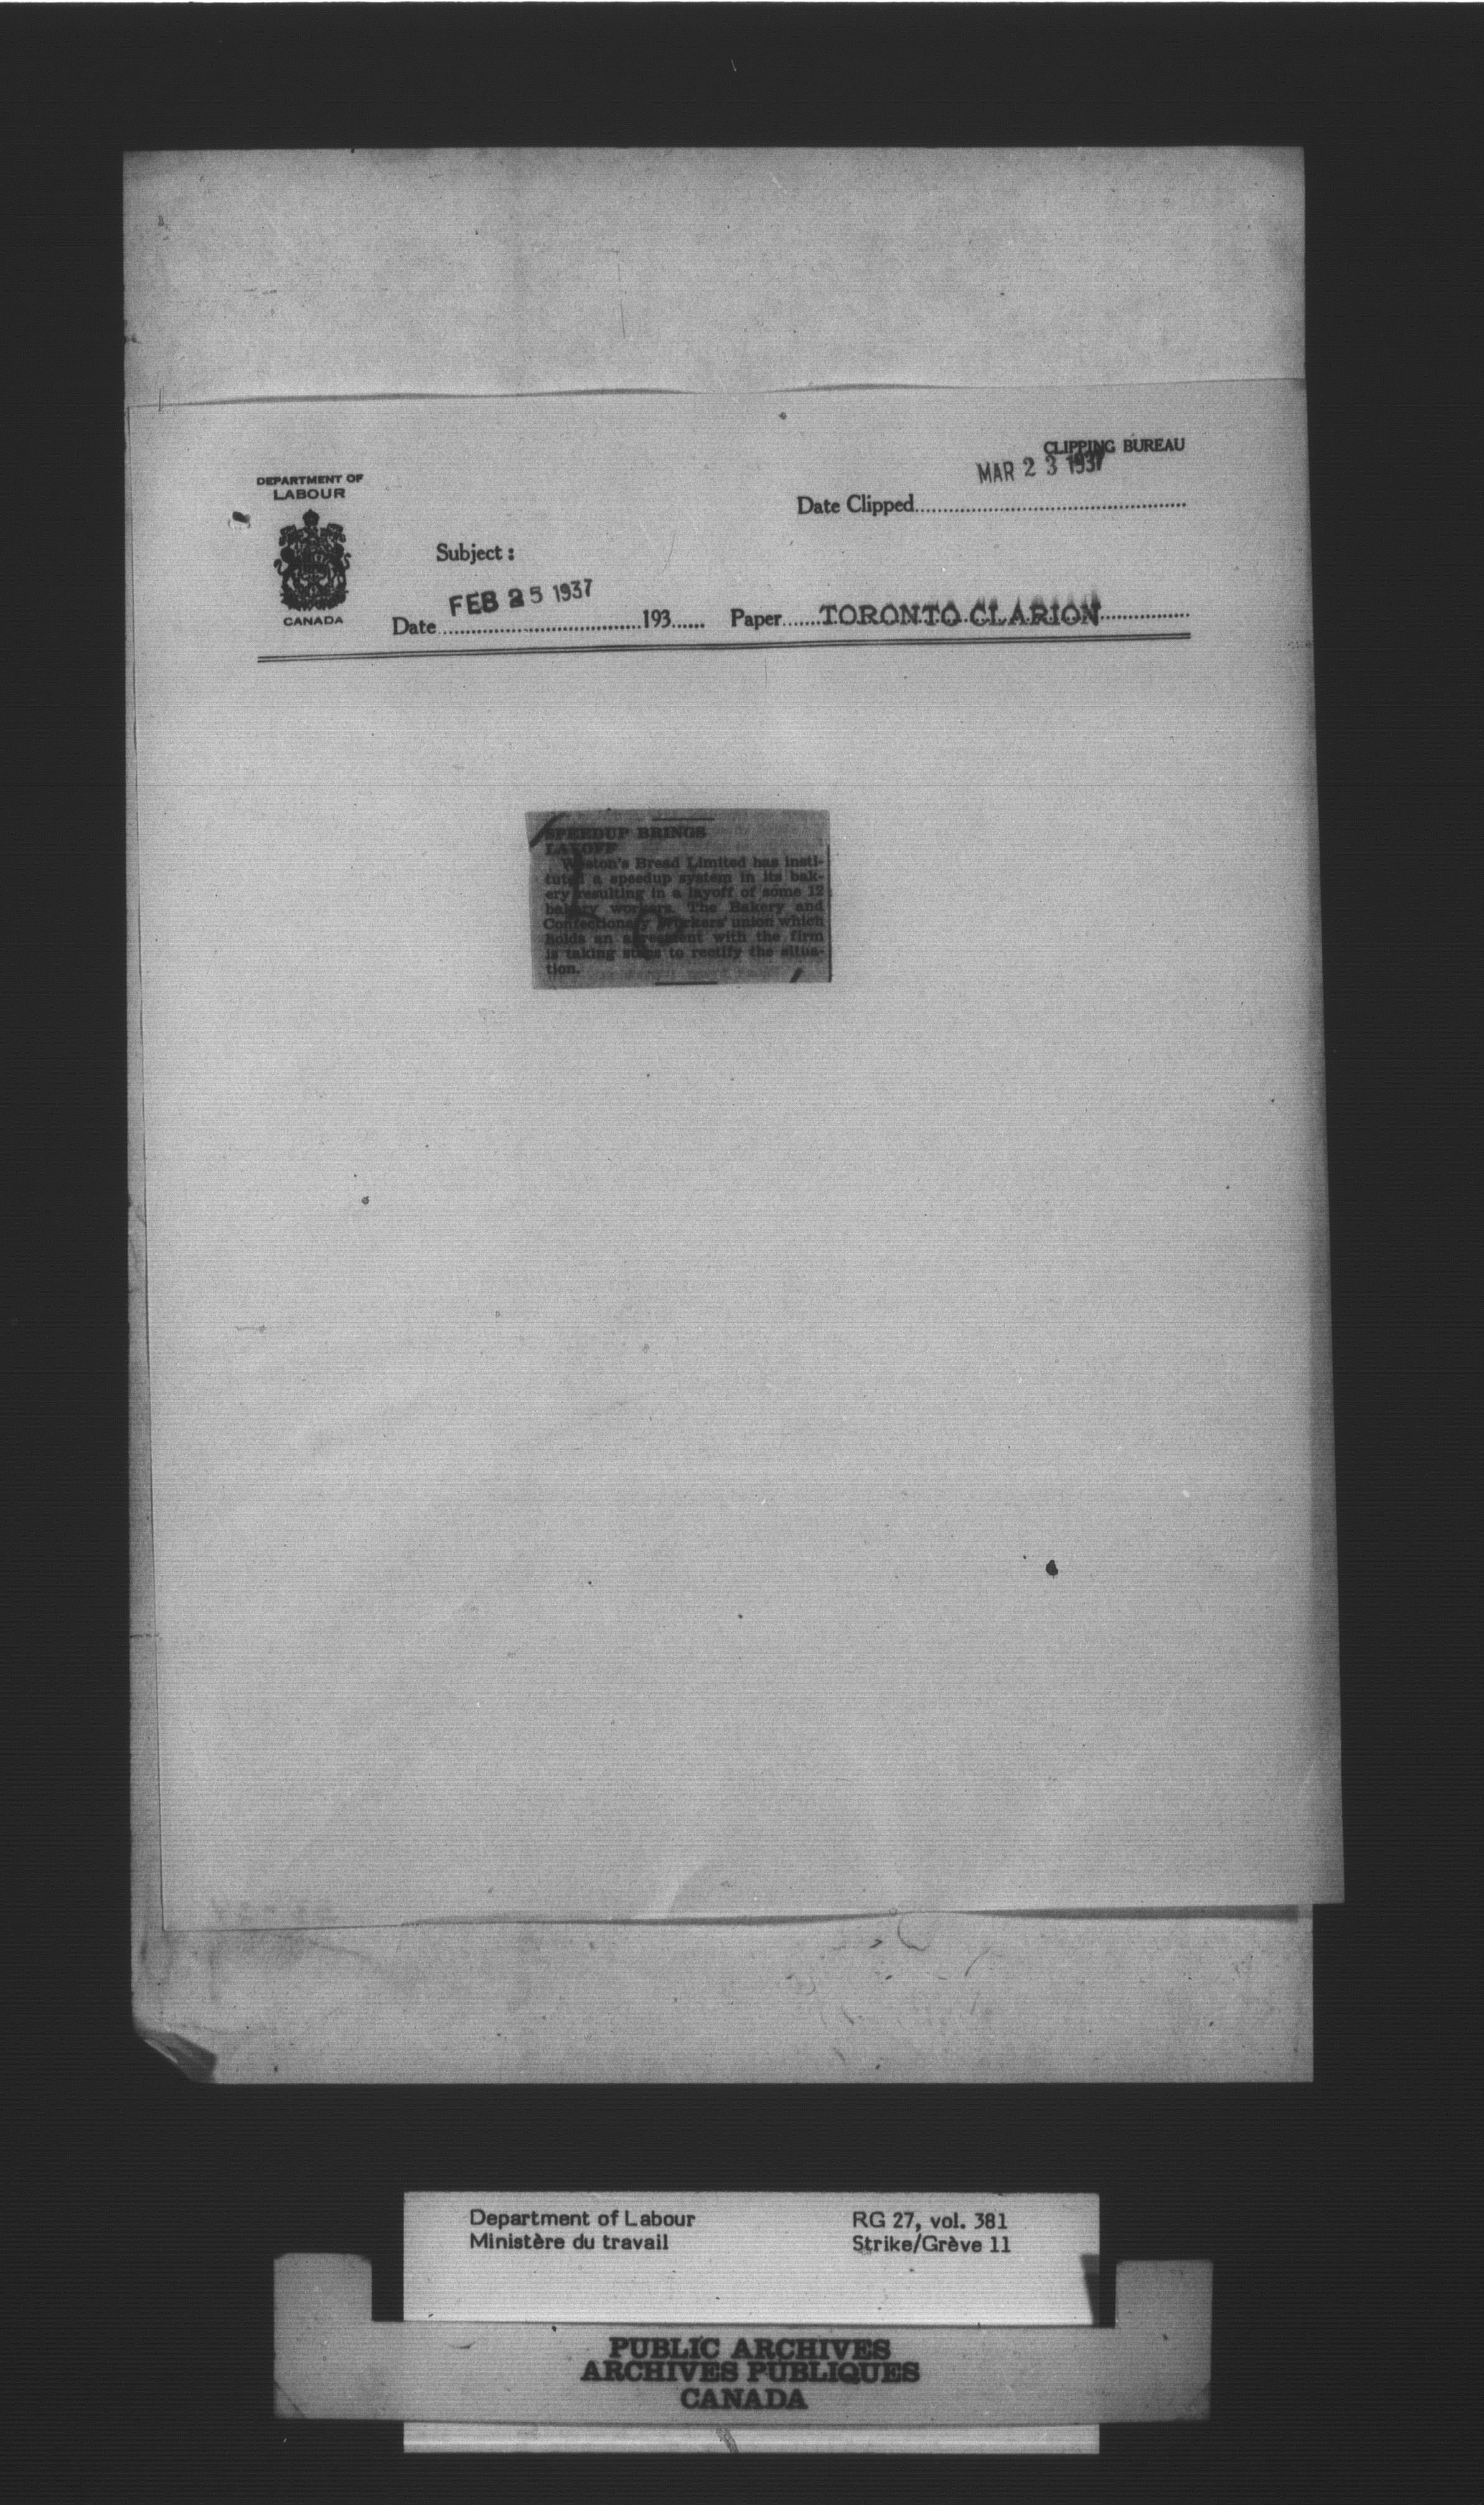 CLIPPING BUREAU
MAR 23 1937
DEPARTMENT OF
LABOUR
CANADA
Date Clipped
Subject :
FEB 25 1937
Date 193 Paper TORONTO CLARION
SPEEDUP BRINGS
LAYOFF
Weston's Bread Limited has insti-
tuted a speedup system in its bak-
ery resulting in a layoff of some 12
bakery workers. The Bakery and
Confectionery Workers' union which
holds an agreement with the firm
is taking steps to rectify the situa-
tion.
Department of Labour
Ministère du travail
RG 27, vol. 381
Strike/Grève 11
PUBLIC ARCHIVES
ARCHIVES PUBLIQUES
CANADA